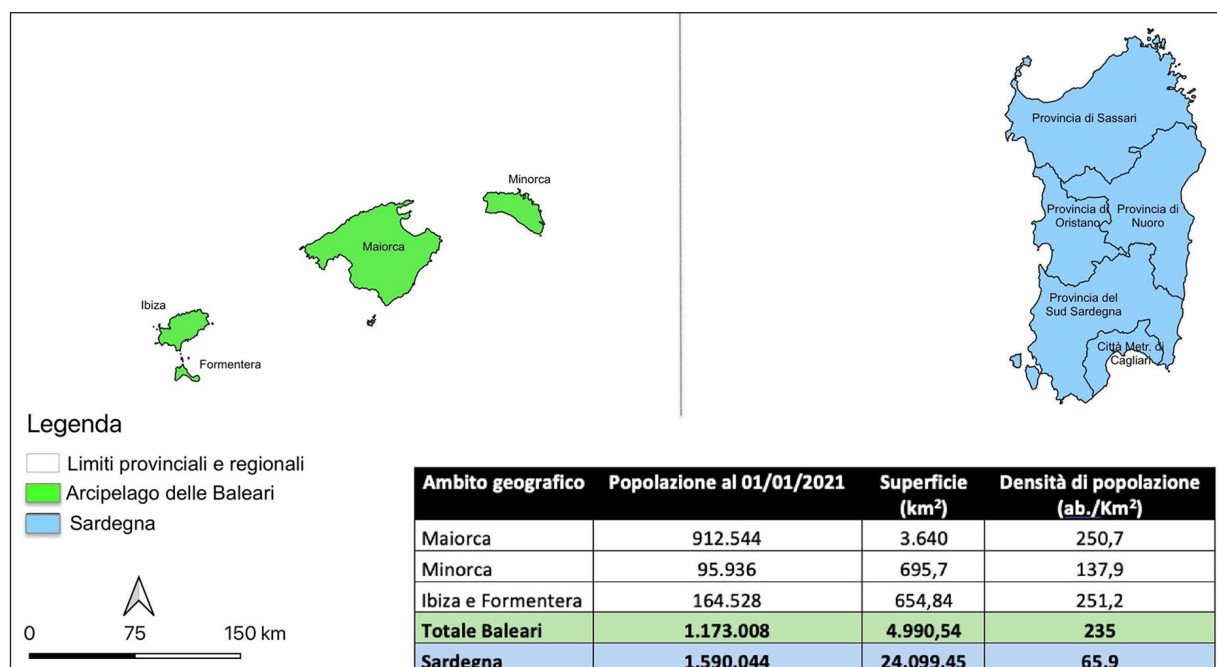 Minorca
Maiorca
Ibiza
Formentera
Provincia di Sassari
Provincia di
Oristano
Provincia di
Nuoro
Provincia del
Sud Sardegna
Città Metr. di
Cagliari
Legenda
Limiti provinciali e regionali
Arcipelago delle Baleari
Sardegna
0 75 150 km
Ambito geografico Popolazione al 01/01/2021 Superficie (km²) Densità di popolazione (ab./Km²)
Maiorca 912.544 3.640 250,7
Minorca 95.936 695,7 137,9
Ibiza e Formentera 164.528 654,84 251,2
Totale Baleari 1.173.008 4.990,54 235
Sardegna 1.590.044 24.099,45 65,9